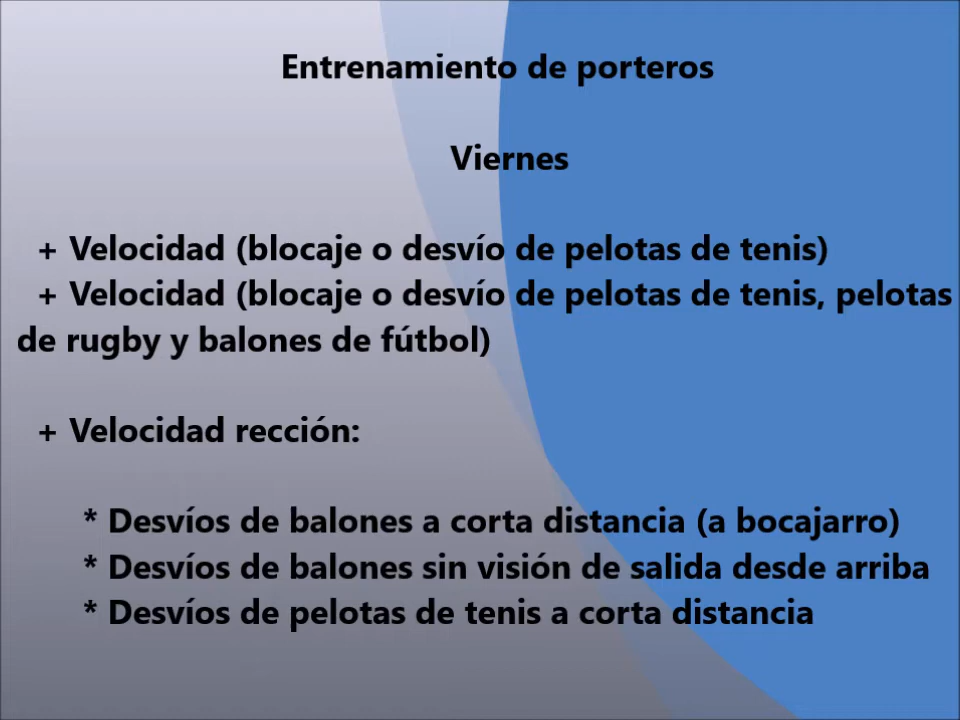 Entrenamiento de porteros
Viernes
+ Velocidad (blocaje o desvío de pelotas de tenis)
+ Velocidad (blocaje o desvío de pelotas de tenis, pelotas
de rugby y balones de fútbol)
+ Velocidad rección:
* Desvíos de balones a corta distancia (a bocajarro)
* Desvíos de balones sin visión de salida desde arriba
* Desvíos de pelotas de tenis a corta distancia